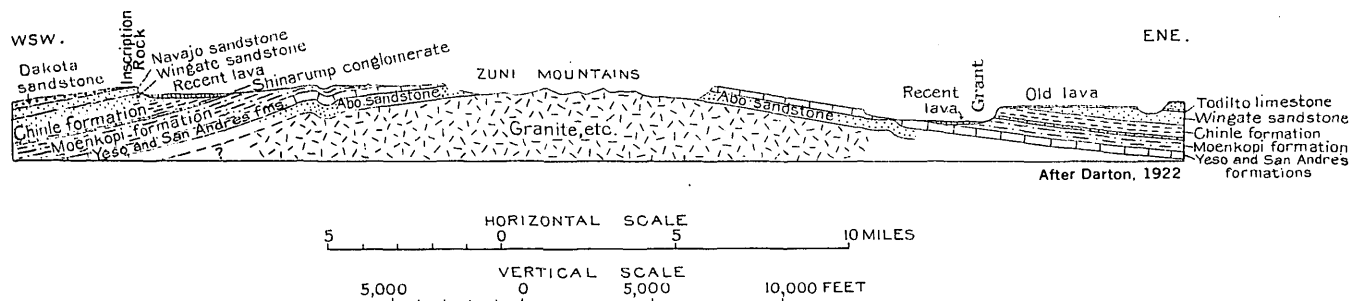 WSW.
ENE.
Dakota
sandstone
Inscription
Rock
Navajo sandstone
Wingate sandstone
Recent lava
Shinarump conglomerate
ZUNI MOUNTAINS
Abo sandstone
Chinle formation
Moenkopi formation
Yeso and San Andres fms.
?
Granite, etc.
Abo sandstone
Recent
lava
Grant
Old lava
Todilto limestone
Wingate sandstone
Chinle formation
Moenkopi formation
Yeso and San Andres
formations
After Darton, 1922
HORIZONTAL SCALE
5 0 5 10 MILES
VERTICAL SCALE
5,000 0 5,000 10,000 FEET